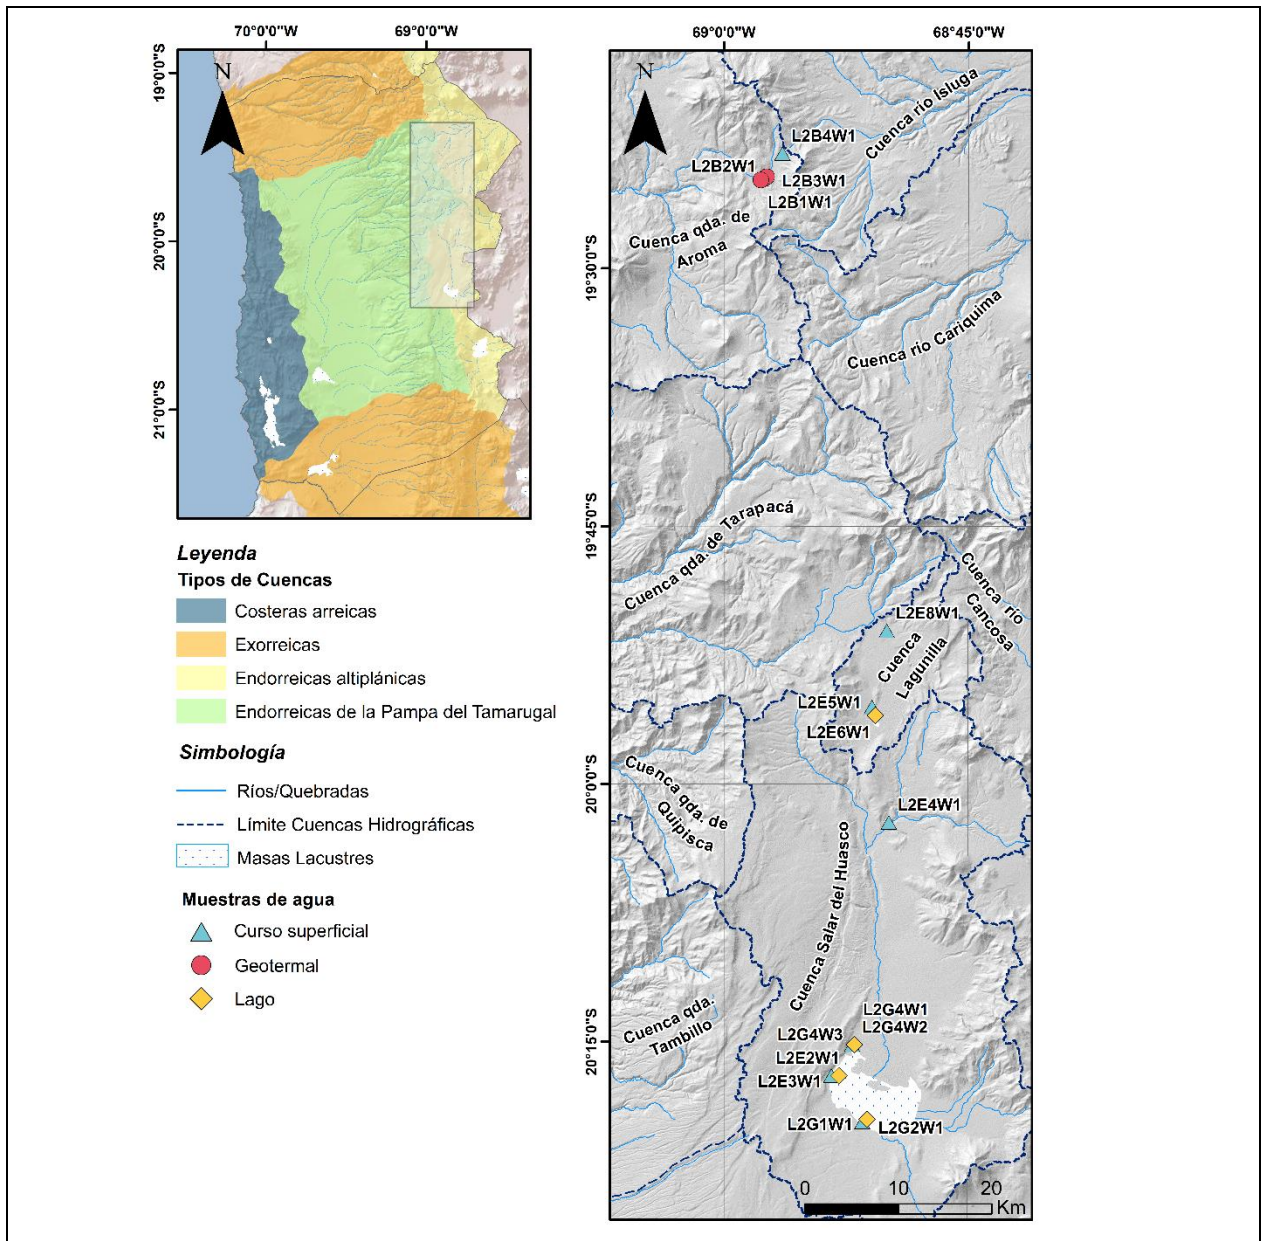 70°0'0"W
69°0'0"W
19°0'0"S
20°0'0"S
21°0'0"S
N
Leyenda
Tipos de Cuencas
Costeras arreicas
Exorreicas
Endorreicas altiplánicas
Endorreicas de la Pampa del Tamarugal
Simbología
Ríos/Quebradas
Límite Cuencas Hidrográficas
Masas Lacustres
Muestras de agua
Curso superficial
Geotermal
Lago
69°0'0"W
68°45'0"W
19°30'0"S
19°45'0"S
20°0'0"S
20°15'0"S
N
L2B4W1
L2B2W1
L2B3W1
L2B1W1
Cuenca río Isluga
Cuenca qda. de
Aroma
Cuenca río Cariquima
Cuenca qda. de Tarapacá
Cuenca río
Cancosa
L2E8W1
Cuenca
Lagunilla
L2E5W1
L2E6W1
Cuenca qda. de
Quipisca
L2E4W1
Cuenca Salar del Huasco
Cuenca qda.
Tambillo
L2G4W1
L2G4W2
L2G4W3
L2E2W1
L2E3W1
L2G1W1
L2G2W1
0 10 20
Km